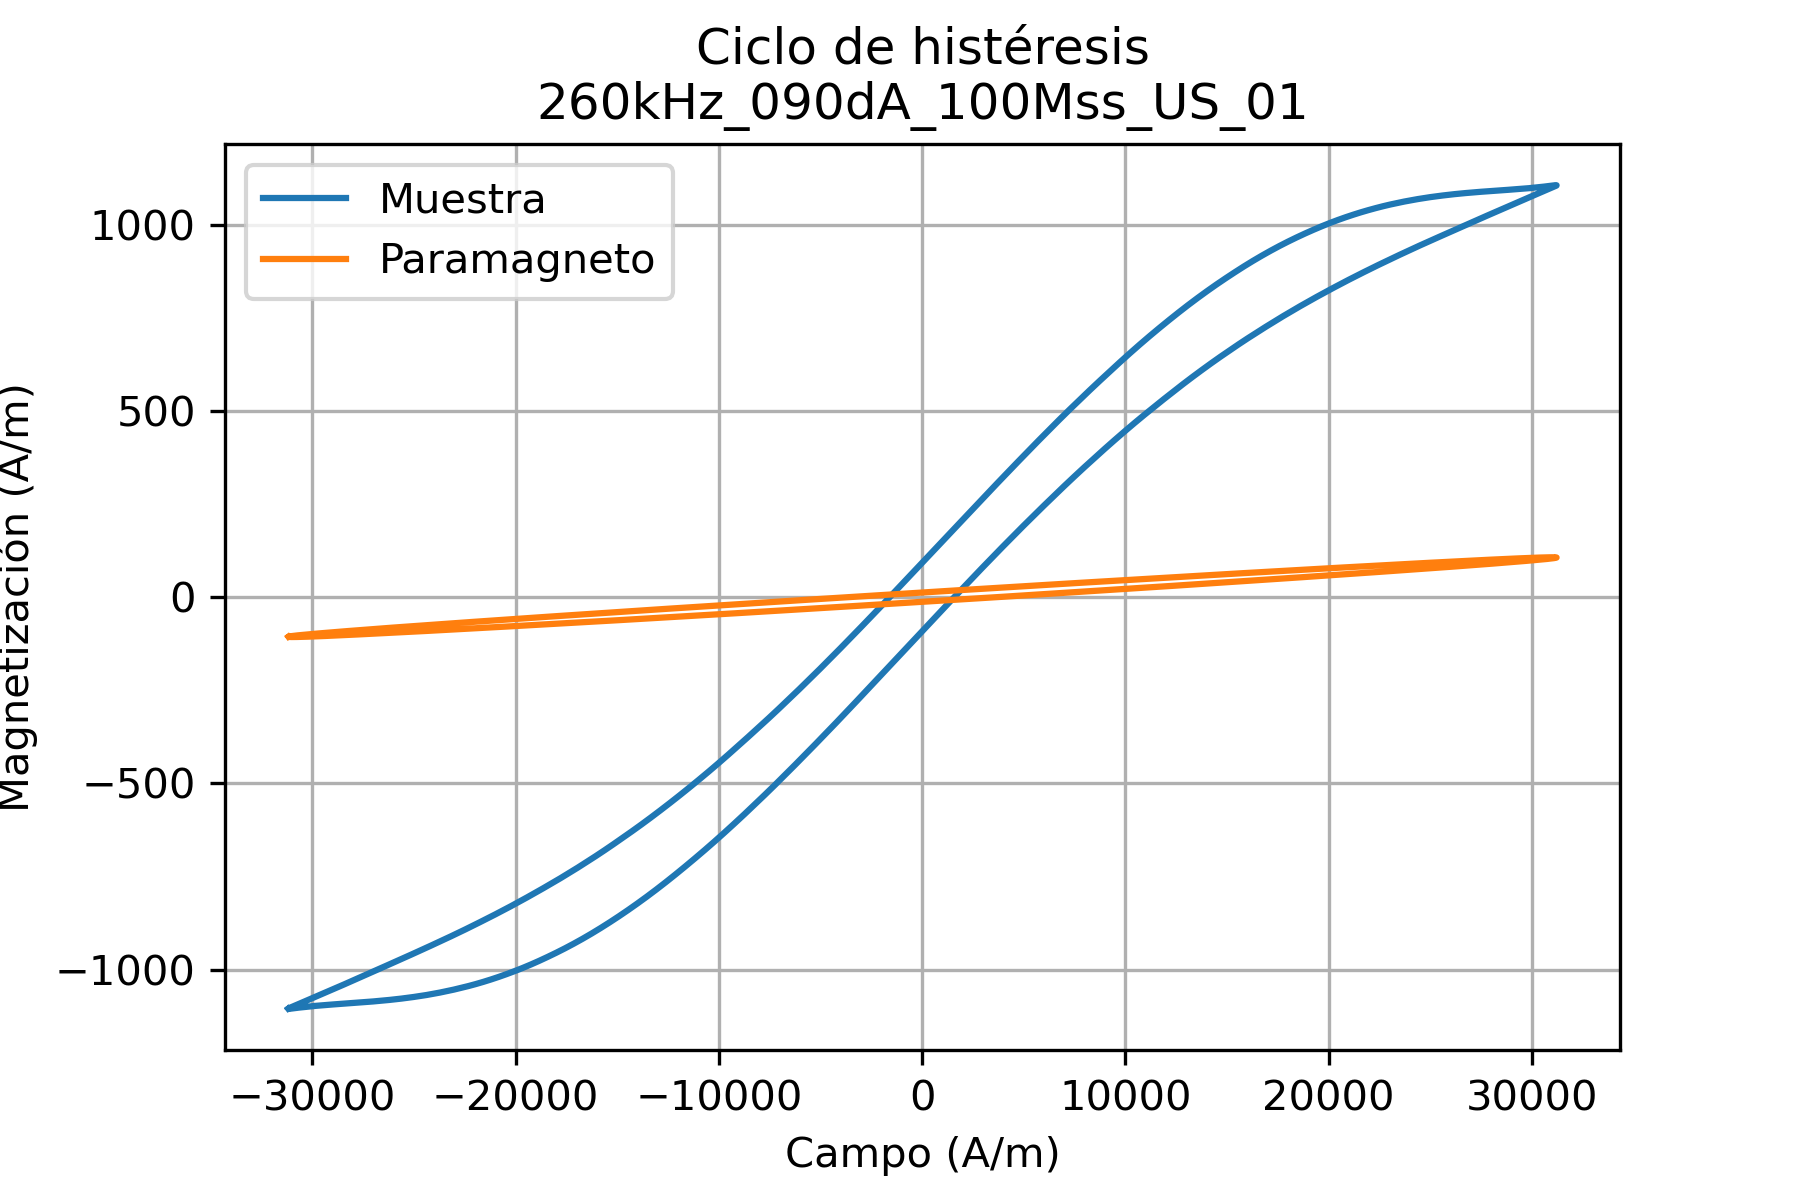 Ciclo de histéresis
260kHz_090dA_100Mss_US_01
Muestra
Paramagneto
1000
500
0
−500
−1000
Magnetización (A/m)
−30000 −20000 −10000 0 10000 20000 30000
Campo (A/m)